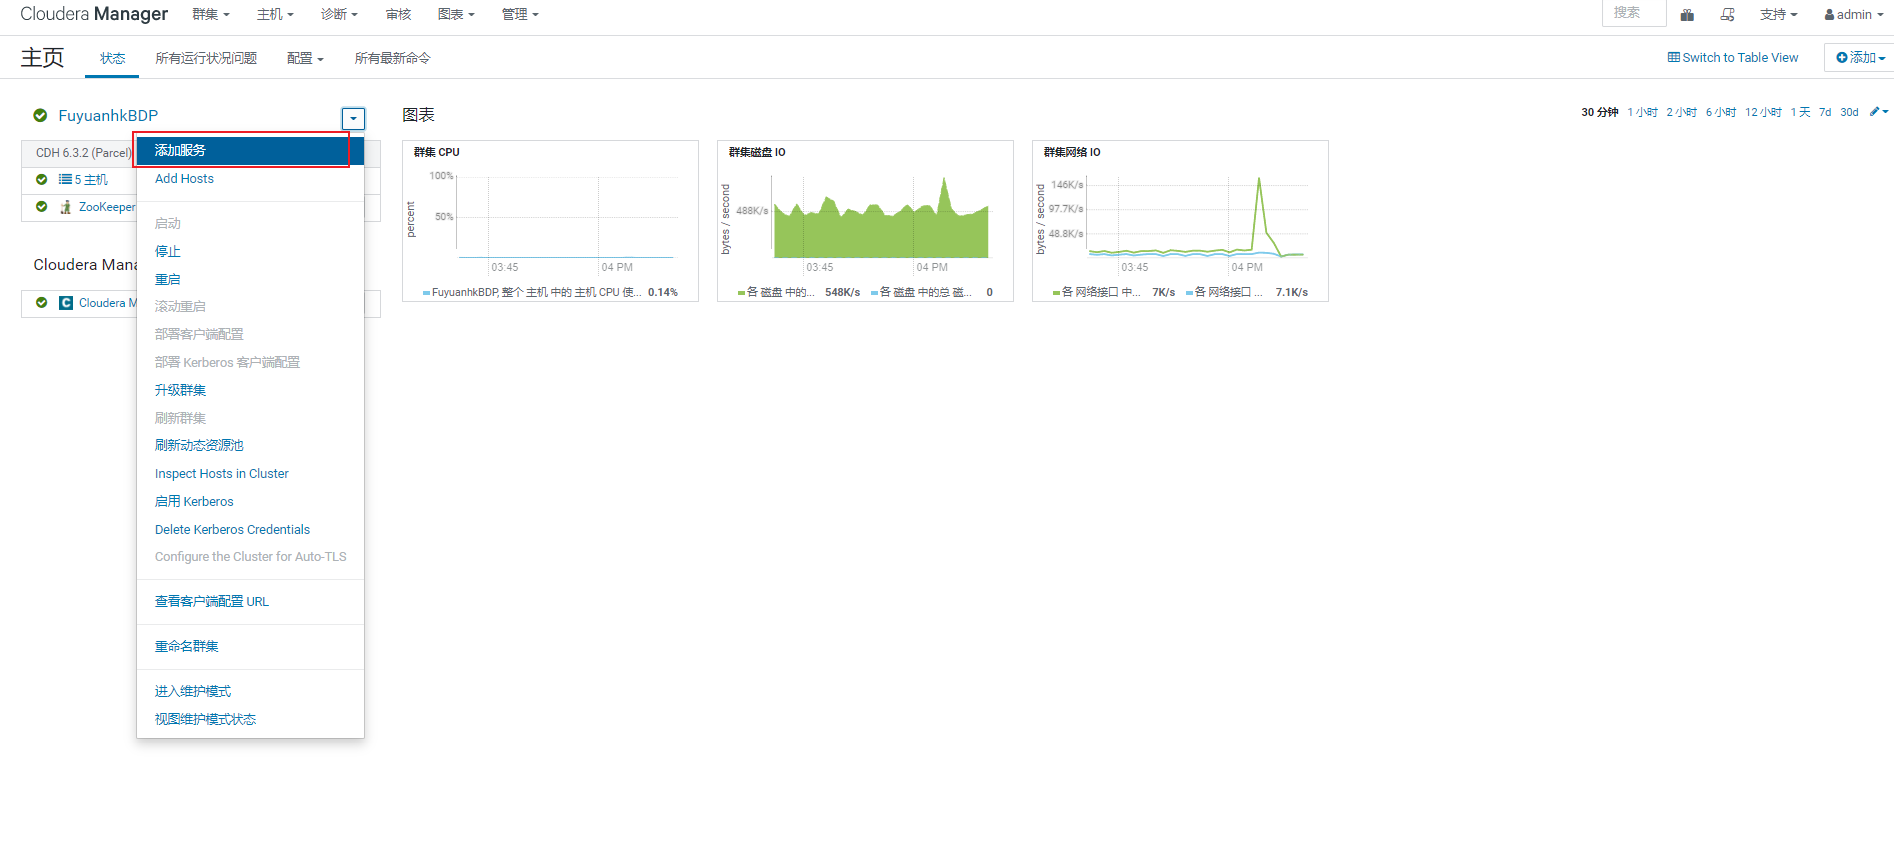 Cloudera Manager 群集 主机 诊断 审核 图表 管理 搜索 支持 admin
主页 状态 所有运行状况问题 配置 所有最新命令 Switch to Table View 添加
FuyuanhkBDP
CDH 6.3.2 (Parcel)
5 主机
ZooKeeper
Cloudera Mana
Cloudera M
添加服务
Add Hosts
启动
停止
重启
滚动重启
部署客户端配置
部署 Kerberos 客户端配置
升级群集
刷新群集
刷新动态资源池
Inspect Hosts in Cluster
启用 Kerberos
Delete Kerberos Credentials
Configure the Cluster for Auto-TLS
查看客户端配置 URL
重命名群集
进入维护模式
视图维护模式状态
图表
30 分钟 1 小时 2 小时 6 小时 12 小时 1 天 7d 30d
群集 CPU
percent
100%
50%
03:45 04 PM
FuyuanhkBDP, 整个 主机 中的 主机 CPU 使... 0.14%
群集磁盘 IO
bytes / second
488K/s
03:45 04 PM
各 磁盘 中的... 548K/s 各 磁盘 中的总 磁... 0
群集网络 IO
bytes / second
146K/s
97.7K/s
48.8K/s
03:45 04 PM
各 网络接口 中... 7K/s 各 网络接口 ... 7.1K/s